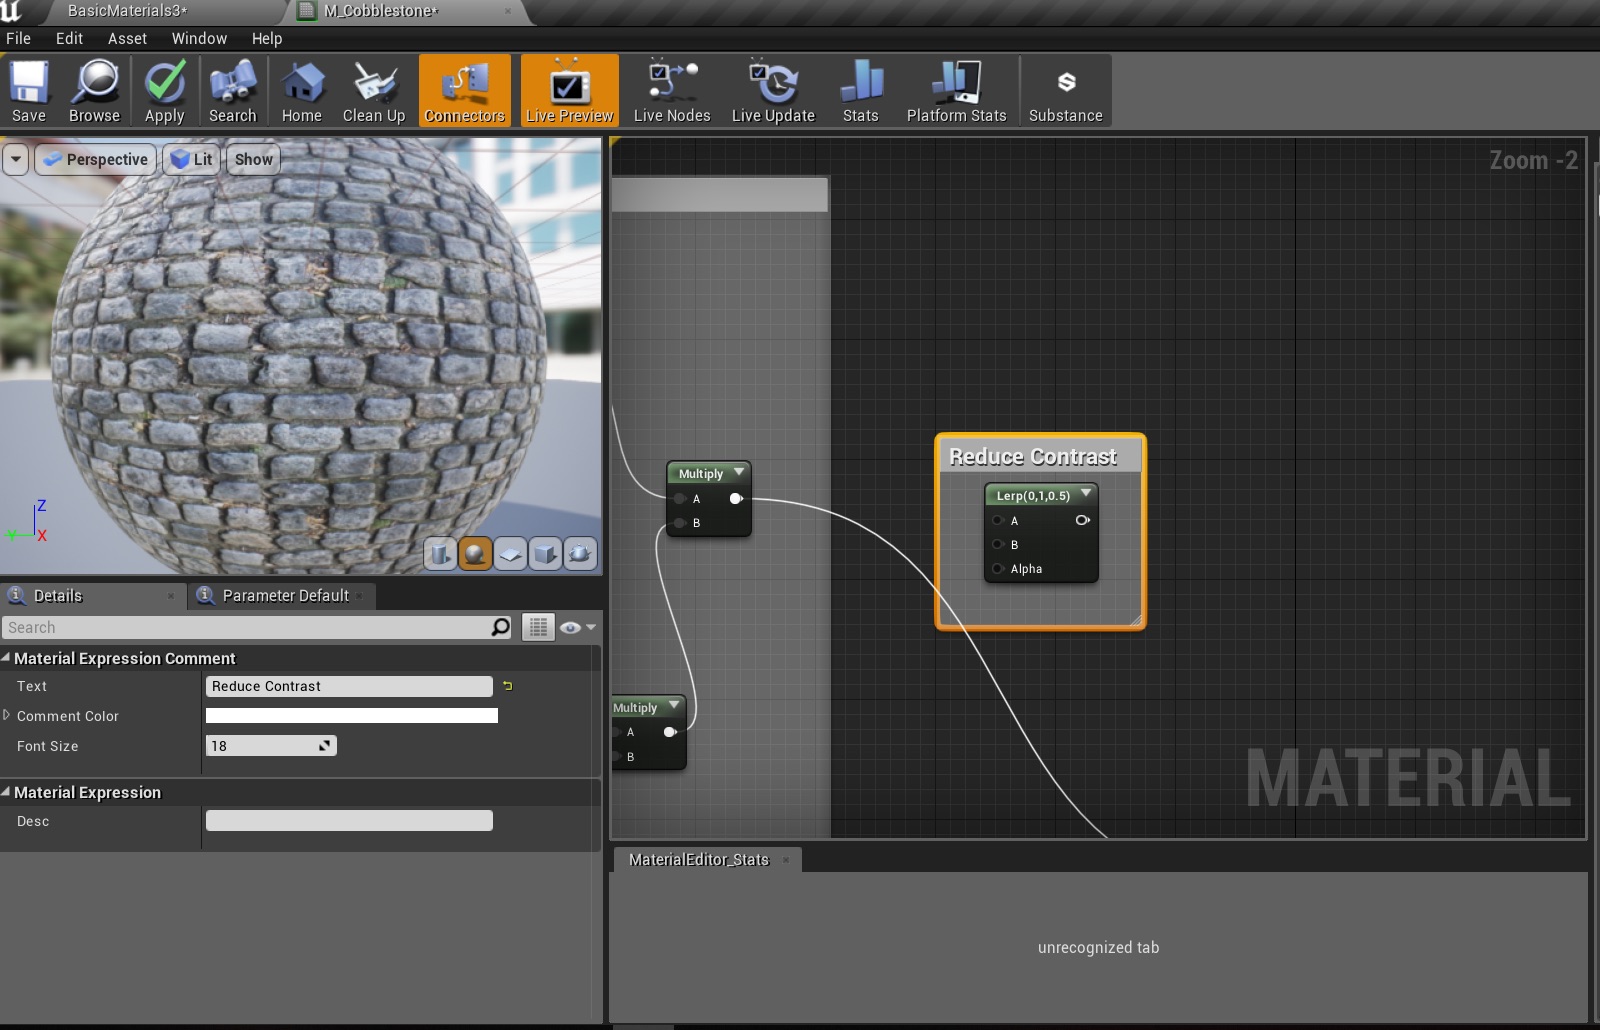 BasicMaterials3*
M_Cobblestone*
File Edit Asset Window Help
Save Browse Apply Search Home Clean Up Connectors Live Preview Live Nodes Live Update Stats Platform Stats Substance
Perspective Lit Show
Zoom -2
Multiply
A
B
Reduce Contrast
Lerp(0,1,0.5)
A
B
Alpha
Multiply
A
B
MATERIAL
Z
Y
X
Details
Parameter Default
Search
Material Expression Comment
Text Reduce Contrast
Comment Color
Font Size 18
Material Expression
Desc
MaterialEditor_Stats
unrecognized tab